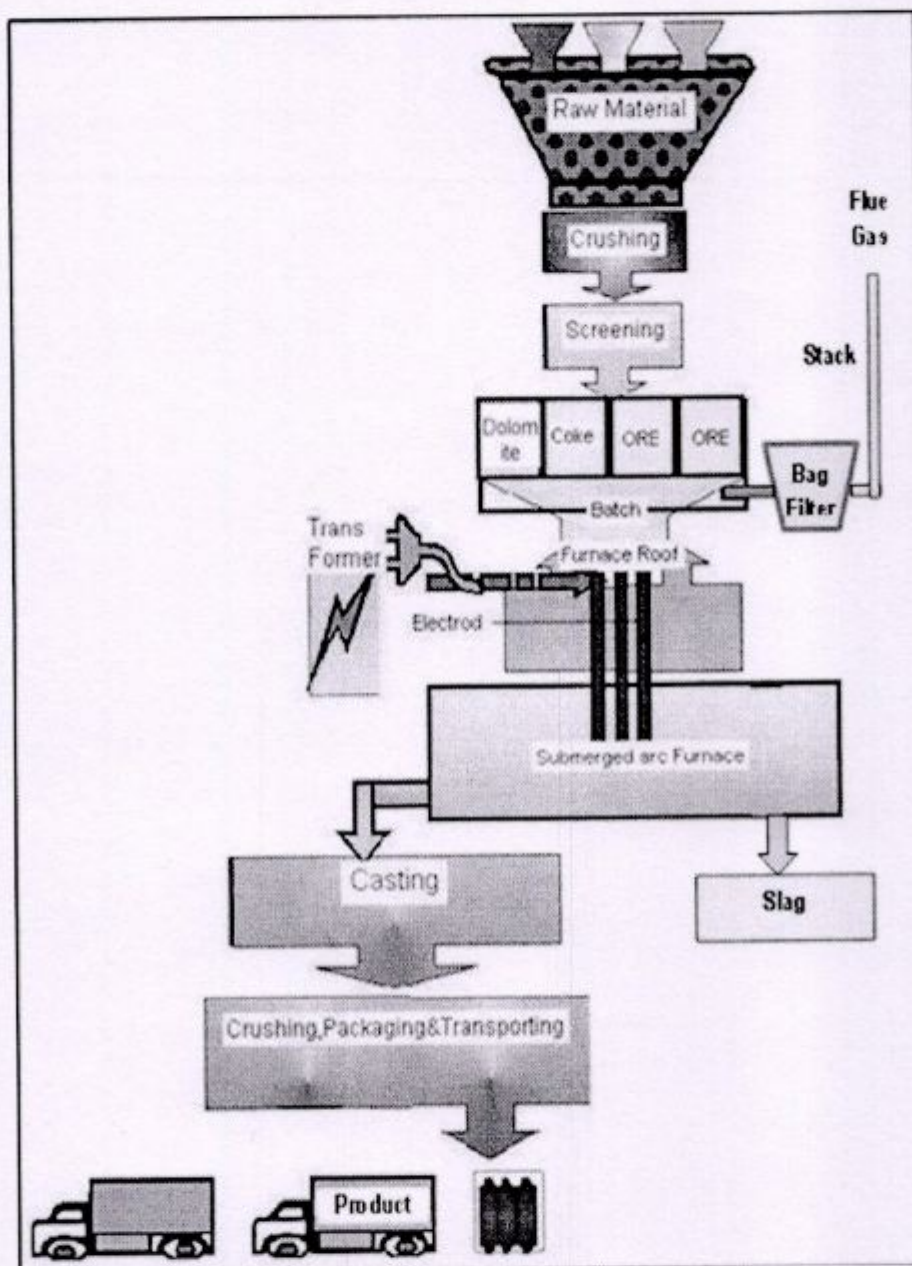 Raw Material
Flue
Gas
Crushing
Screening
Stack
Dolom
ite
Coke
ORE
ORE
Bag
Filter
Batch
Trans
Former
Furnace Roof
Electrod
Submerged arc Furnace
Casting
Slag
Crushing,Packaging&Transporting
Product